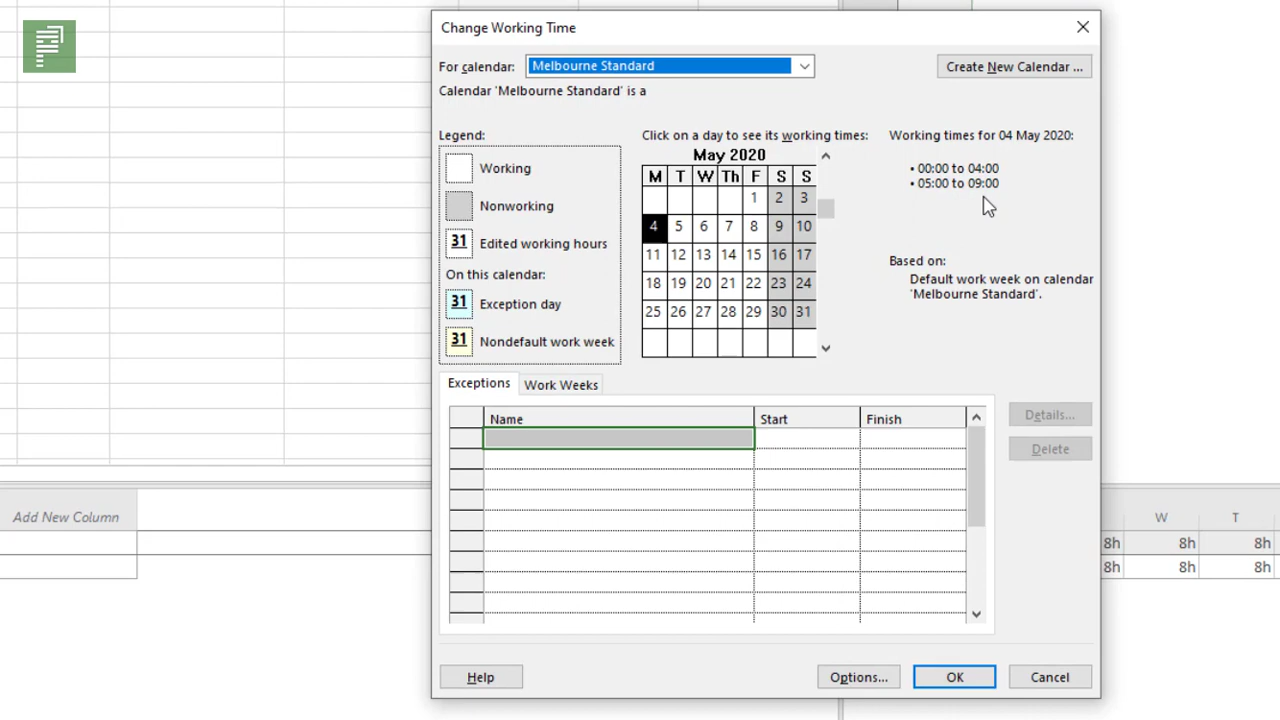 Change Working Time
For calendar: Melbourne Standard
Create New Calendar ...
Calendar 'Melbourne Standard' is a
Legend:
Working
Nonworking
31 Edited working hours
On this calendar:
31 Exception day
31 Nondefault work week
Click on a day to see its working times:
May 2020
M T W Th F S S
1 2 3
4 5 6 7 8 9 10
11 12 13 14 15 16 17
18 19 20 21 22 23 24
25 26 27 28 29 30 31
Working times for 04 May 2020:
• 00:00 to 04:00
• 05:00 to 09:00
Based on:
Default work week on calendar
'Melbourne Standard'.
Exceptions Work Weeks
Name Start Finish
Details...
Delete
Add New Column
W T
8h 8h 8h
8h 8h 8h
Help Options... OK Cancel